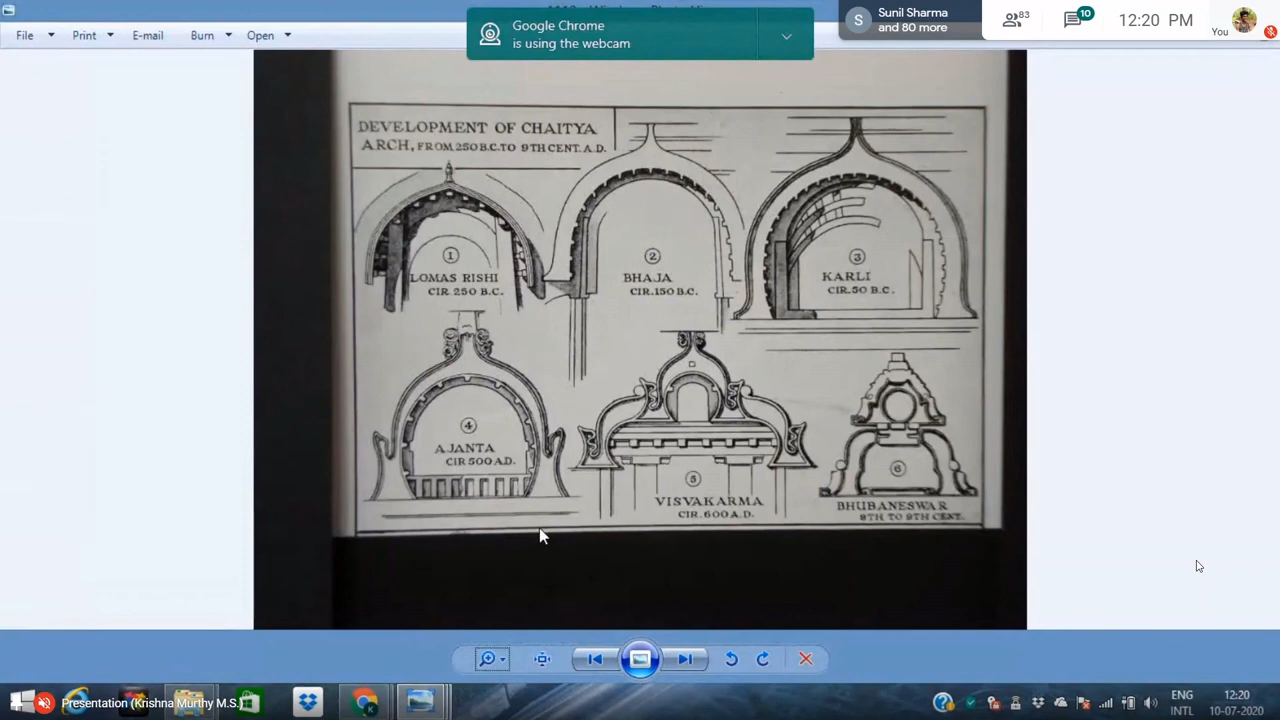 File
Print
E-mail
Burn
Open
Google Chrome
is using the webcam
S
Sunil Sharma
and 80 more
83
10
12:20 PM
You
DEVELOPMENT OF CHAITYA
ARCH, FROM 250 B.C. TO 9TH CENT. A.D.
1
LOMAS RISHI
CIR 250 B.C.
2
BHAJA
CIR.150 B.C.
3
KARLI
CIR.50 B.C.
4
AJANTA
CIR 500 A.D.
5
VISVAKARMA
CIR.600 A.D.
6
BHUBANESWAR
8TH TO 9TH CENT.
Presentation (Krishna Murthy M.S.)
ENG
INTL
12:20
10-07-2020